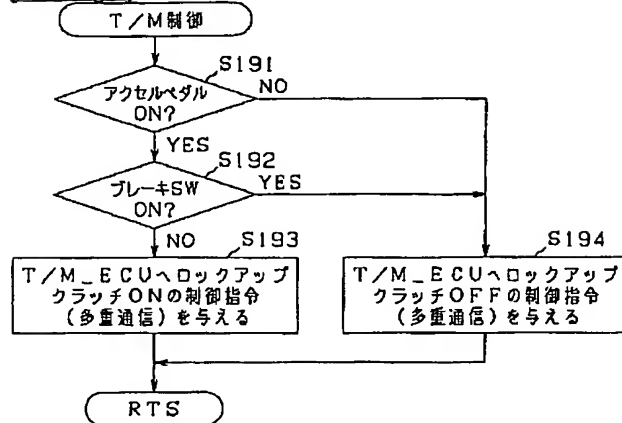 T/M制御
S191
アクセルペダル
ON?
NO
YES
S192
ブレーキSW
ON?
YES
NO
S193
T/M_ECUへロックアップ
クラッチONの制御指令
(多重通信)を与える
S194
T/M_ECUへロックアップ
クラッチOFFの制御指令
(多重通信)を与える
RTS